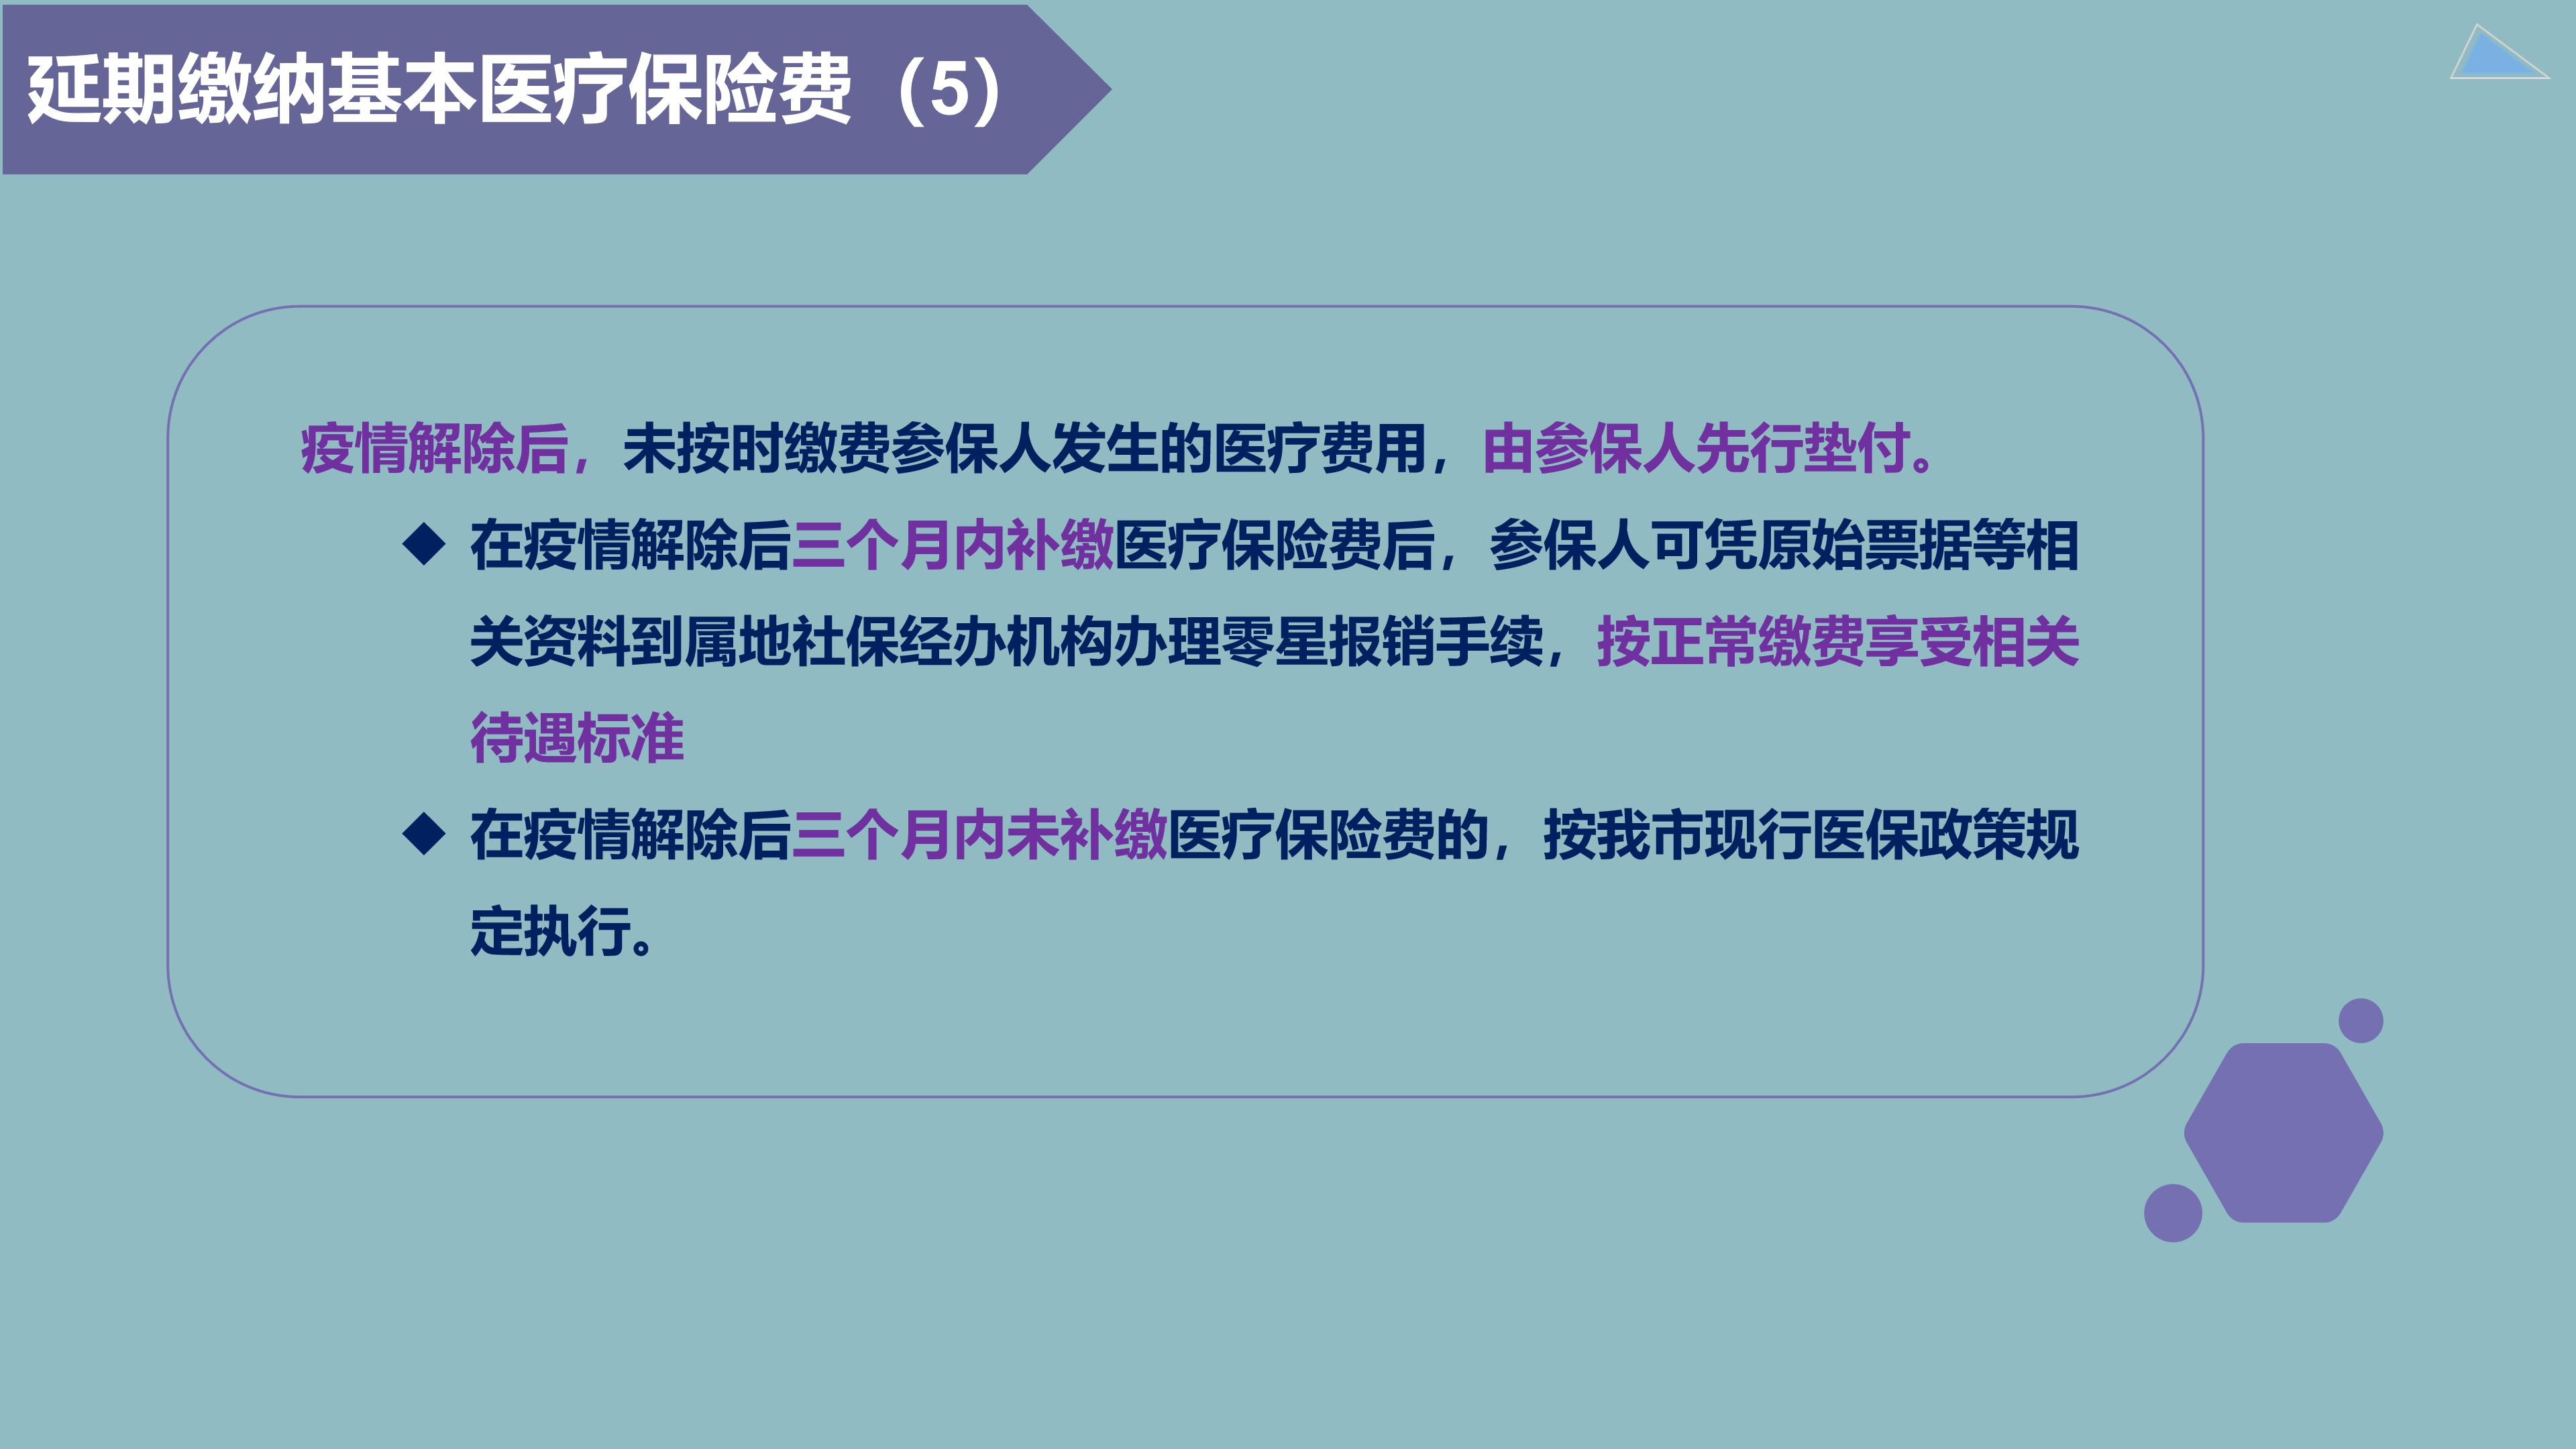 延期缴纳基本医疗保险费（5）
疫情解除后，未按时缴费参保人发生的医疗费用，由参保人先行垫付。
◆ 在疫情解除后三个月内补缴医疗保险费后，参保人可凭原始票据等相
关资料到属地社保经办机构办理零星报销手续，按正常缴费享受相关
待遇标准
◆ 在疫情解除后三个月内未补缴医疗保险费的，按我市现行医保政策规
定执行。